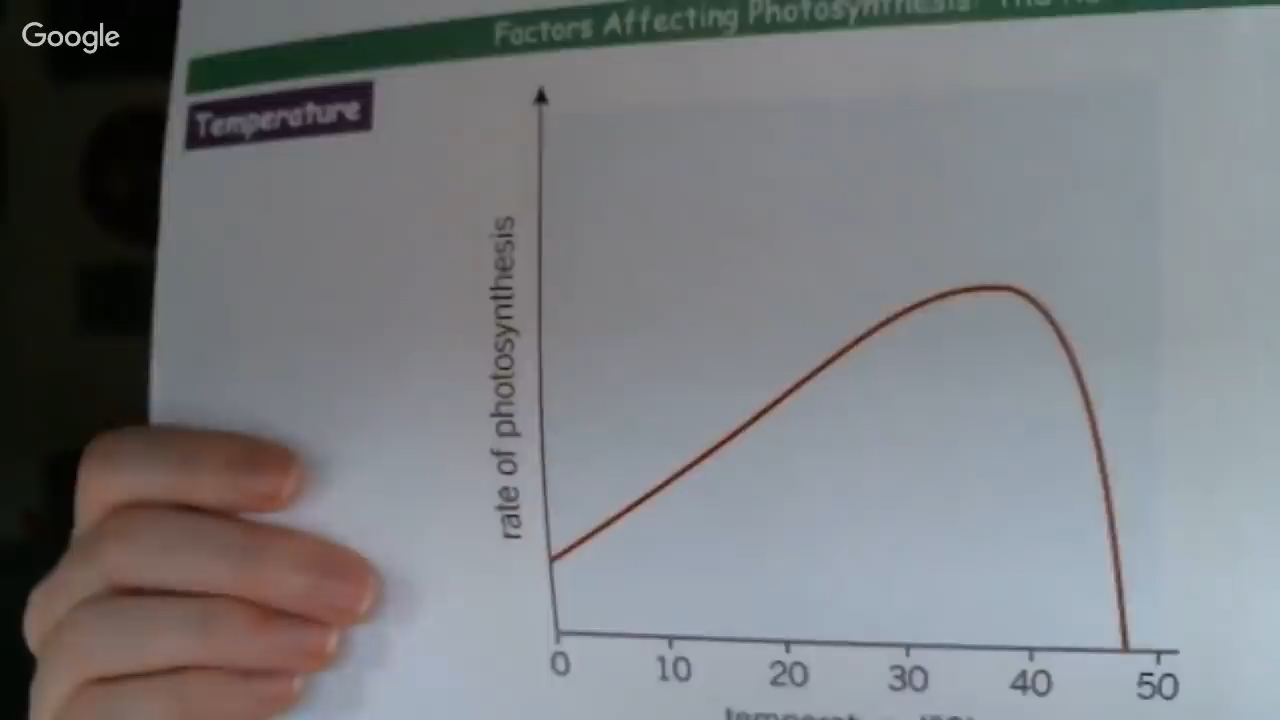 Google
Factors Affecting Photosynthesis
Temperature
rate of photosynthesis
0 10 20 30 40 50